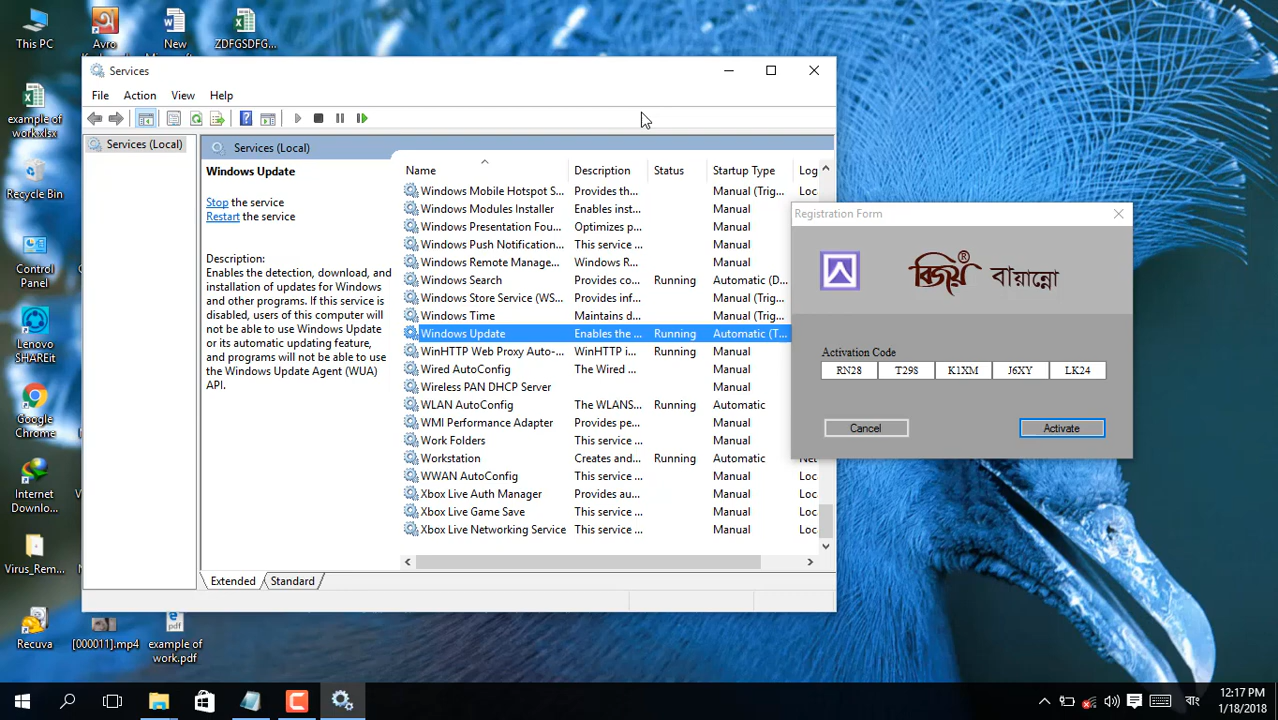 This PC
Avro
New
ZDFGSDFG...
example of
work.xlsx
Recycle Bin
Control
Panel
Lenovo
SHAREit
Google
Chrome
Internet
Downlo...
Virus_Rem...
Recuva
[000011].mp4
example of
work.pdf
Services
File Action View Help
Services (Local)
Services (Local)
Windows Update
Stop the service
Restart the service
Description:
Enables the detection, download, and
installation of updates for Windows
and other programs. If this service is
disabled, users of this computer will
not be able to use Windows Update
or its automatic updating feature,
and programs will not be able to use
the Windows Update Agent (WUA)
API.
Name Description Status Startup Type Log
Windows Mobile Hotspot S... Provides th... Manual (Trig... Loc
Windows Modules Installer Enables inst... Manual
Windows Presentation Fou... Optimizes p... Manual
Windows Push Notification... This service ... Manual
Windows Remote Manage... Windows R... Manual
Windows Search Provides co... Running Automatic (D...
Windows Store Service (WS... Provides inf... Manual (Trig...
Windows Time Maintains d... Manual (Trig...
Windows Update Enables the ... Running Automatic (T...
WinHTTP Web Proxy Auto-... WinHTTP i... Running Manual
Wired AutoConfig The Wired ... Manual
Wireless PAN DHCP Server Manual
WLAN AutoConfig The WLANS... Running Automatic
WMI Performance Adapter Provides pe... Manual
Work Folders This service ... Manual
Workstation Creates and... Running Automatic
WWAN AutoConfig This service ... Manual Loc
Xbox Live Auth Manager Provides au... Manual Loc
Xbox Live Game Save This service ... Manual Loc
Xbox Live Networking Service This service ... Manual Loc
Extended Standard
Registration Form
বিজয়® বায়ান্নো
Activation Code
RN28 T298 K1XM J6XY LK24
Cancel Activate
বাং
12:17 PM
1/18/2018